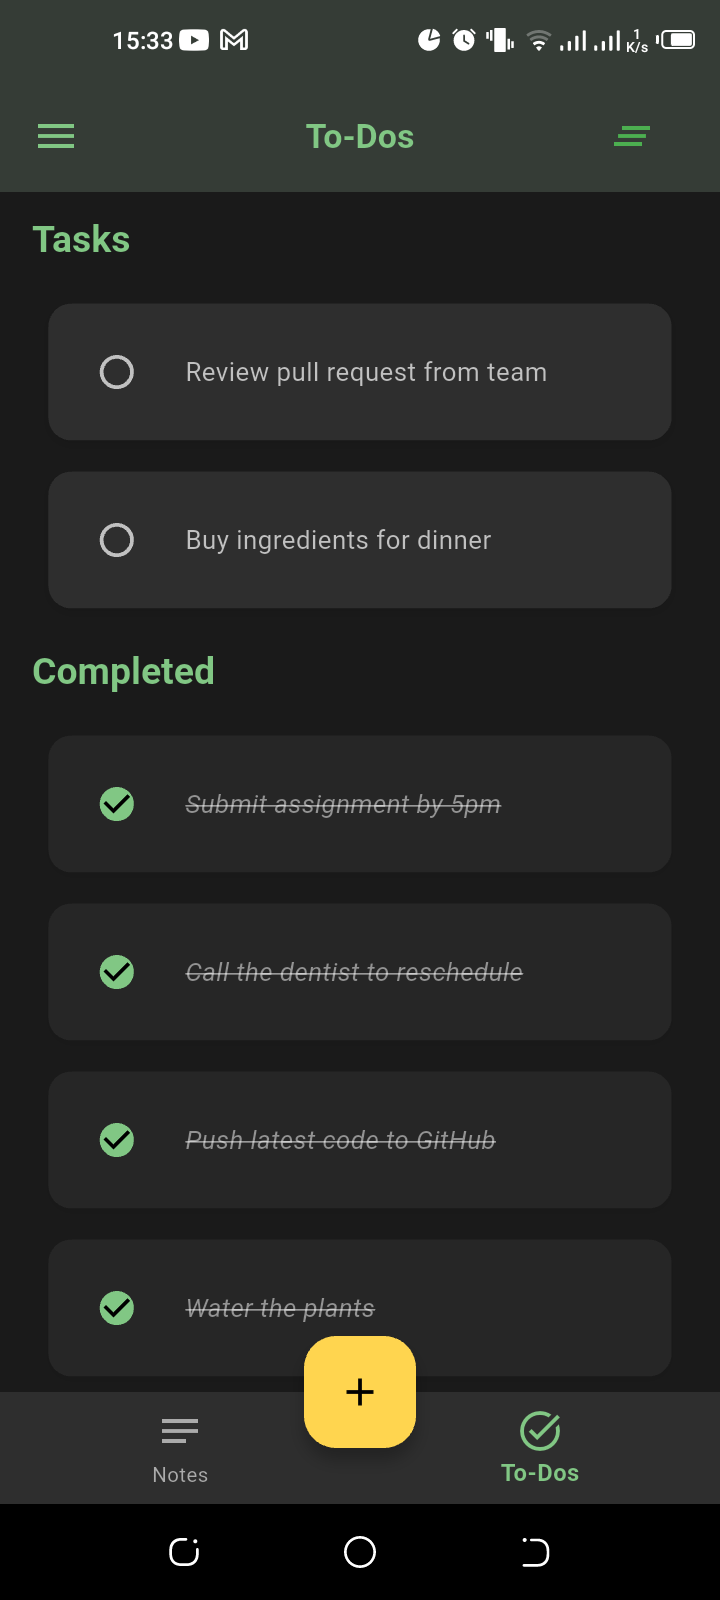 15:33
1
K/s
To-Dos
Tasks
Review pull request from team
Buy ingredients for dinner
Completed
Submit assignment by 5pm
Call the dentist to reschedule
Push latest code to GitHub
Water the plants
+
Notes
To-Dos